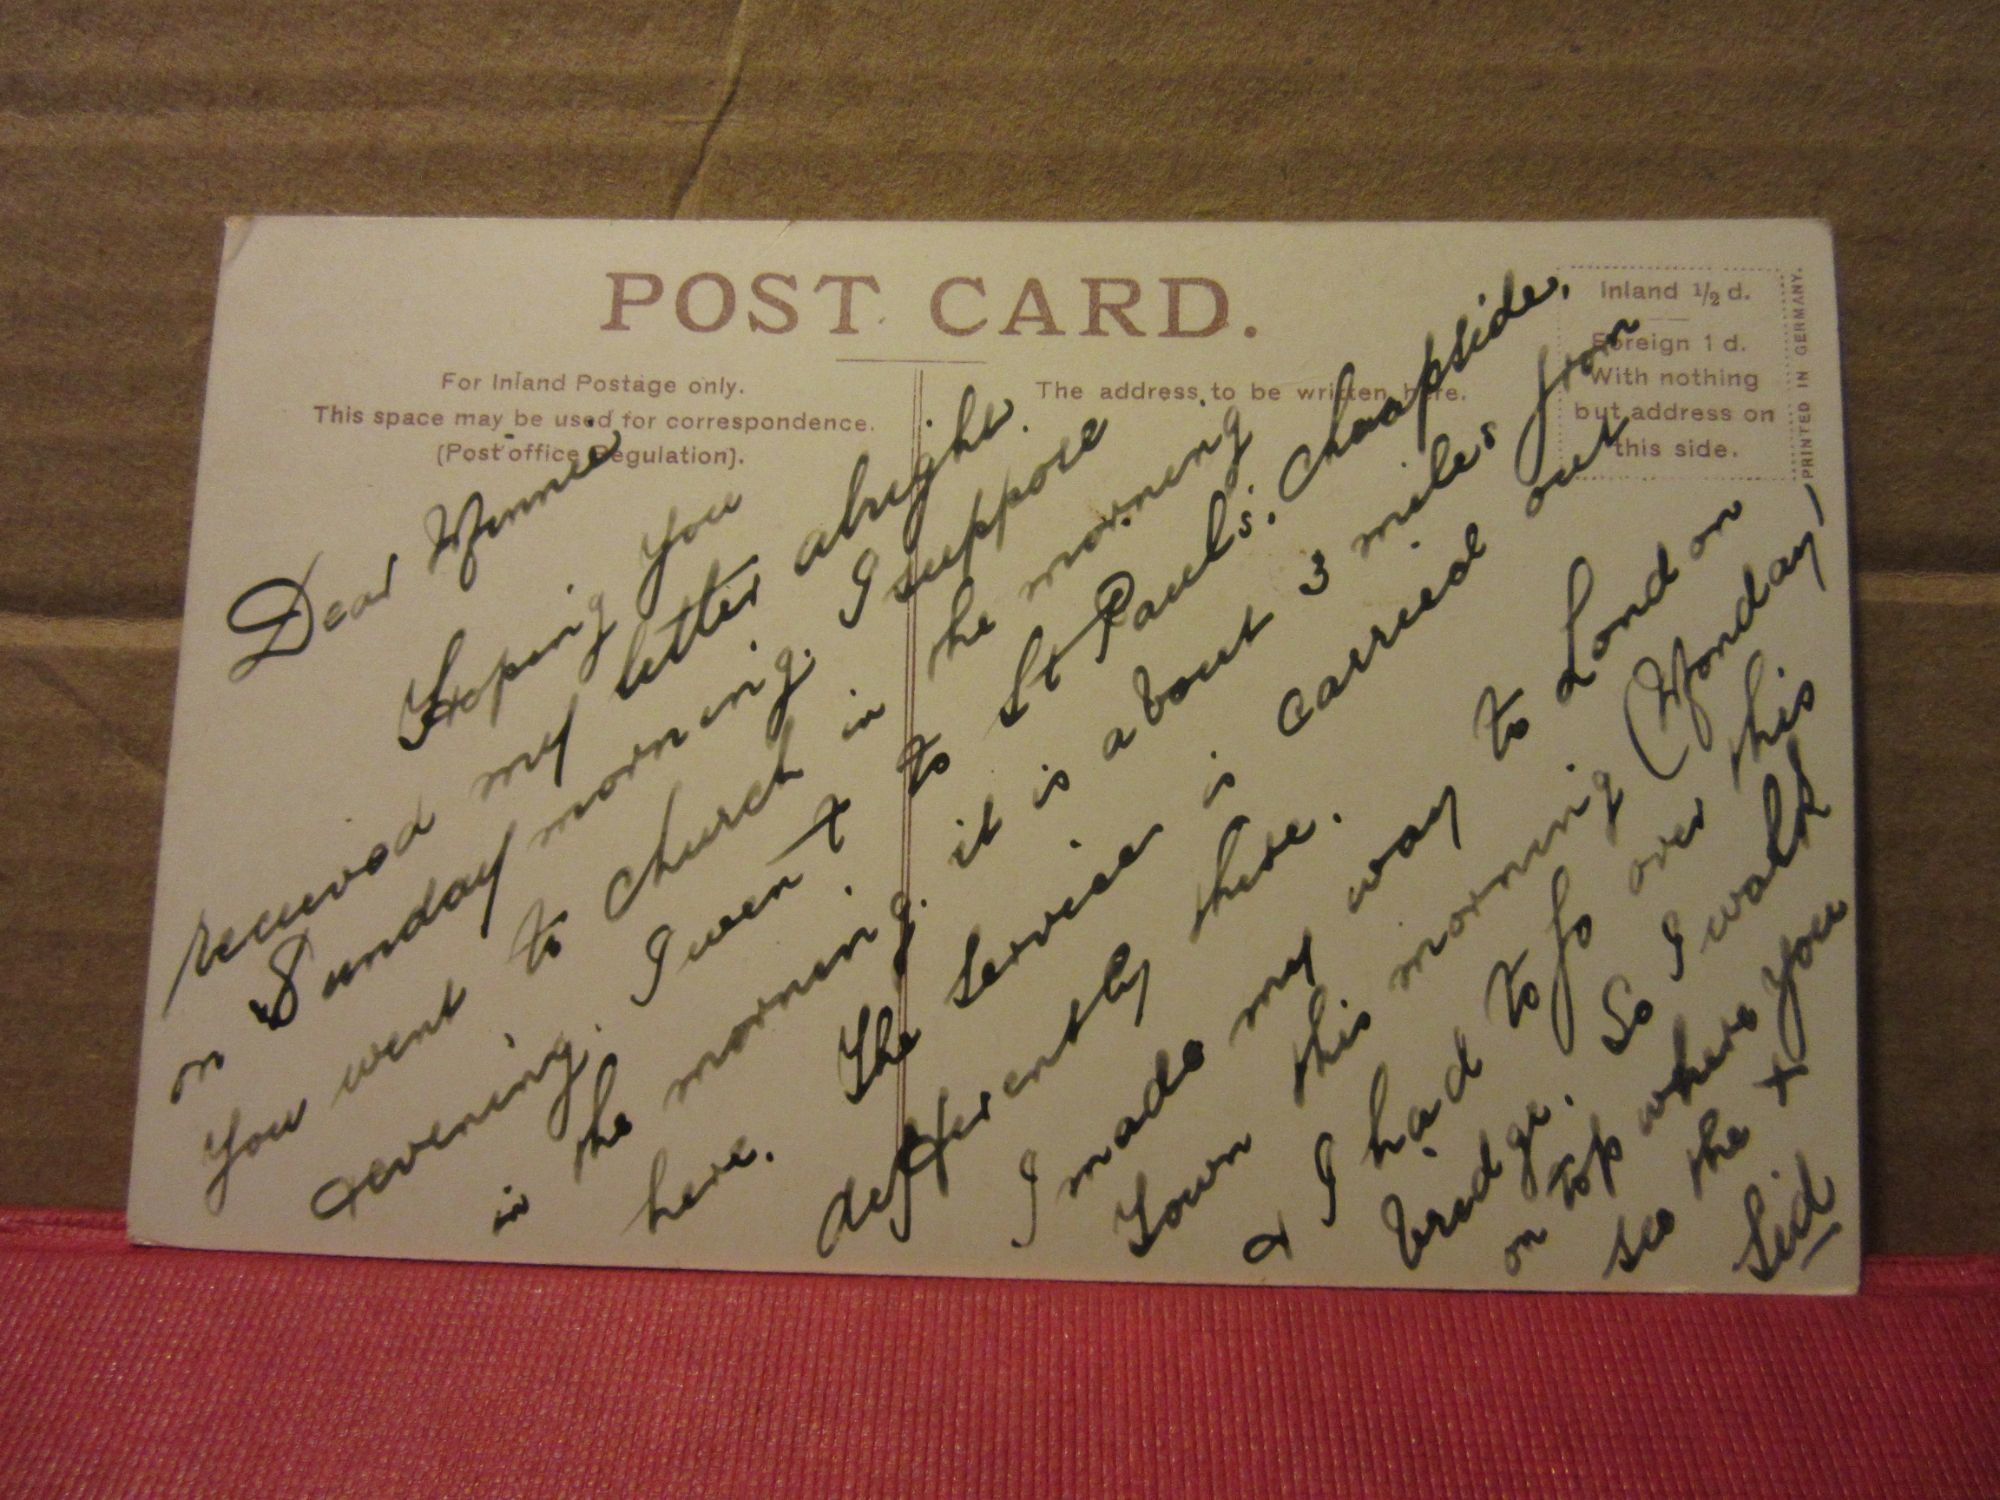 POST CARD.
For Inland Postage only.
This space may be used for correspondence.
(Post office Regulation).
The address to be written here.
Inland ½ d.
Foreign 1 d.
With nothing
but address on
this side.
PRINTED IN GERMANY.
Dear Winnie
Hoping you
received my letter alright.
on Sunday morning. I suppose
you went to church in the morning
& evening. I went to St Pauls. Cheapside.
in the morning. it is about 3 miles from
here. The Service is carried out
differently there.
I made my way to London
Town this morning (Monday)
& I had to go over this
bridge. So I walkd
on top where you
see the x
Sid